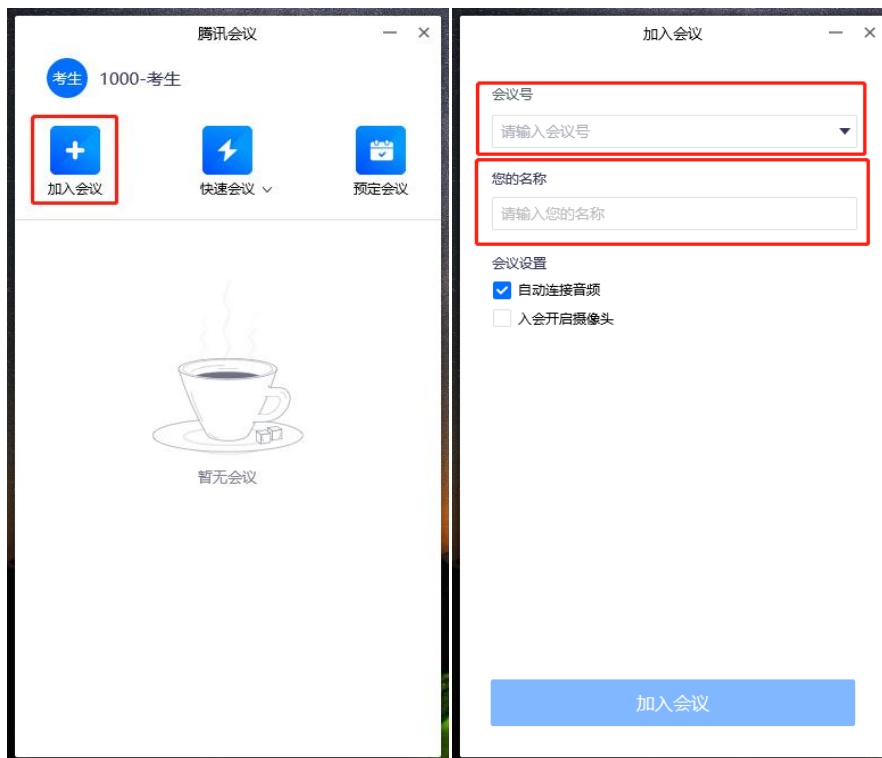 腾讯会议
考生 1000-考生
加入会议 快速会议 预定会议
暂无会议
加入会议
会议号
请输入会议号
您的名称
请输入您的名称
会议设置
自动连接音频
入会开启摄像头
加入会议